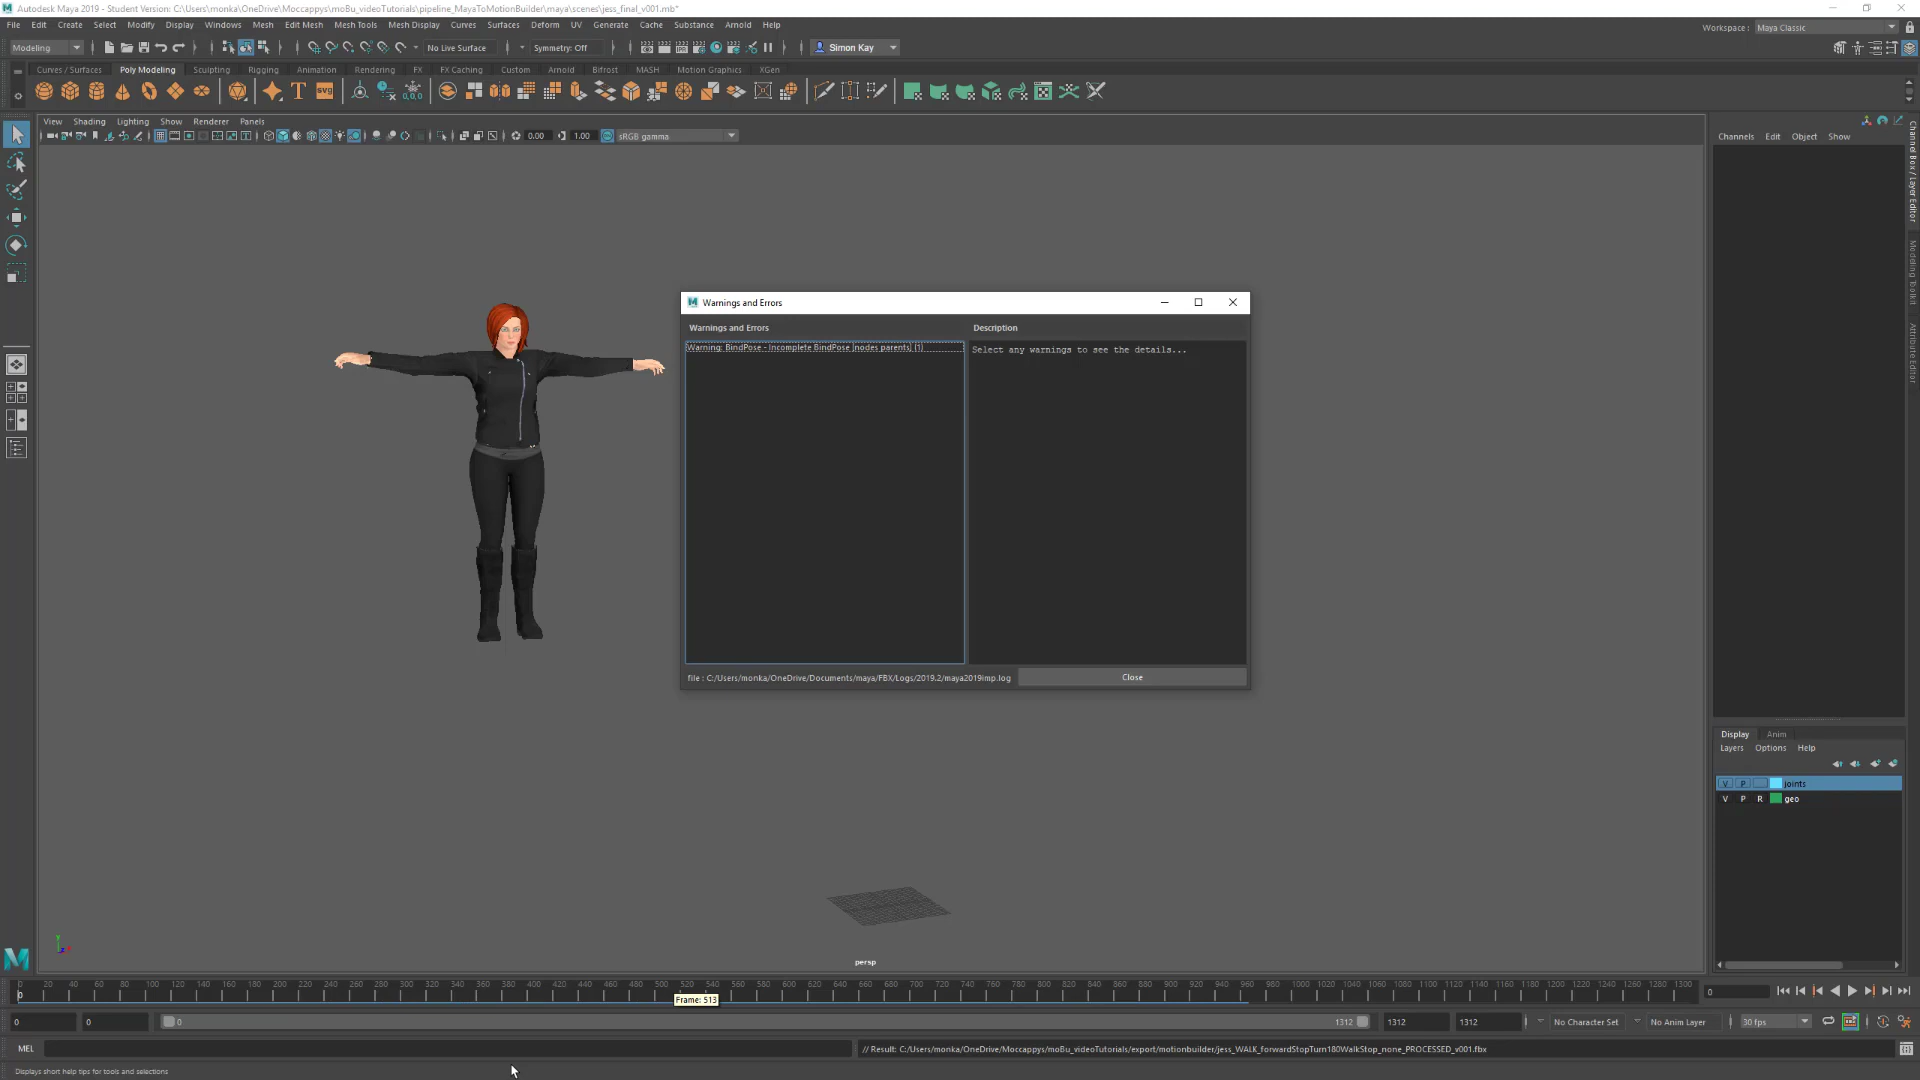 Autodesk Maya 2019 - Student Version: C:\Users\monka\OneDrive\Moccappys\moBu_videoTutorials\pipeline_MayaToMotionBuilder\maya\scenes\jess_final_v001.mb*
File Edit Create Select Modify Display Windows Mesh Edit Mesh Mesh Tools Mesh Display Curves Surfaces Deform UV Generate Cache Substance Arnold Help
Workspace : Maya Classic
Modeling No Live Surface Symmetry: Off Simon Kay
Curves / Surfaces Poly Modeling Sculpting Rigging Animation Rendering FX FX Caching Custom Arnold Bifrost MASH Motion Graphics XGen
View Shading Lighting Show Renderer Panels
0.00 1.00 sRGB gamma
Channels Edit Object Show
Channel Box / Layer Editor
Modeling Toolkit
Attribute Editor
Warnings and Errors
Warnings and Errors Description
Warning: BindPose - Incomplete BindPose [nodes parents] (1)
Select any warnings to see the details...
file : C:/Users/monka/OneDrive/Documents/maya/FBX/Logs/2019.2/maya2019imp.log
Close
Display Anim
Layers Options Help
V P joints
V P R geo
persp
0 20 40 60 80 100 120 140 160 180 200 220 240 260 280 300 320 340 360 380 400 420 440 460 480 500 520 540 560 580 600 620 640 660 680 700 720 740 760 780 800 820 840 860 880 900 920 940 960 980 1000 1020 1040 1060 1080 1100 1120 1140 1160 1180 1200 1220 1240 1260 1280 1300
0
0
Frame: 513
0 0 0 1312 1312 1312 No Character Set No Anim Layer 30 fps
MEL // Result: C:/Users/monka/OneDrive/Moccappys/moBu_videoTutorials/export/motionbuilder/jess_WALK_forwardStopTurn180WalkStop_none_PROCESSED_v001.fbx
Displays short help tips for tools and selections